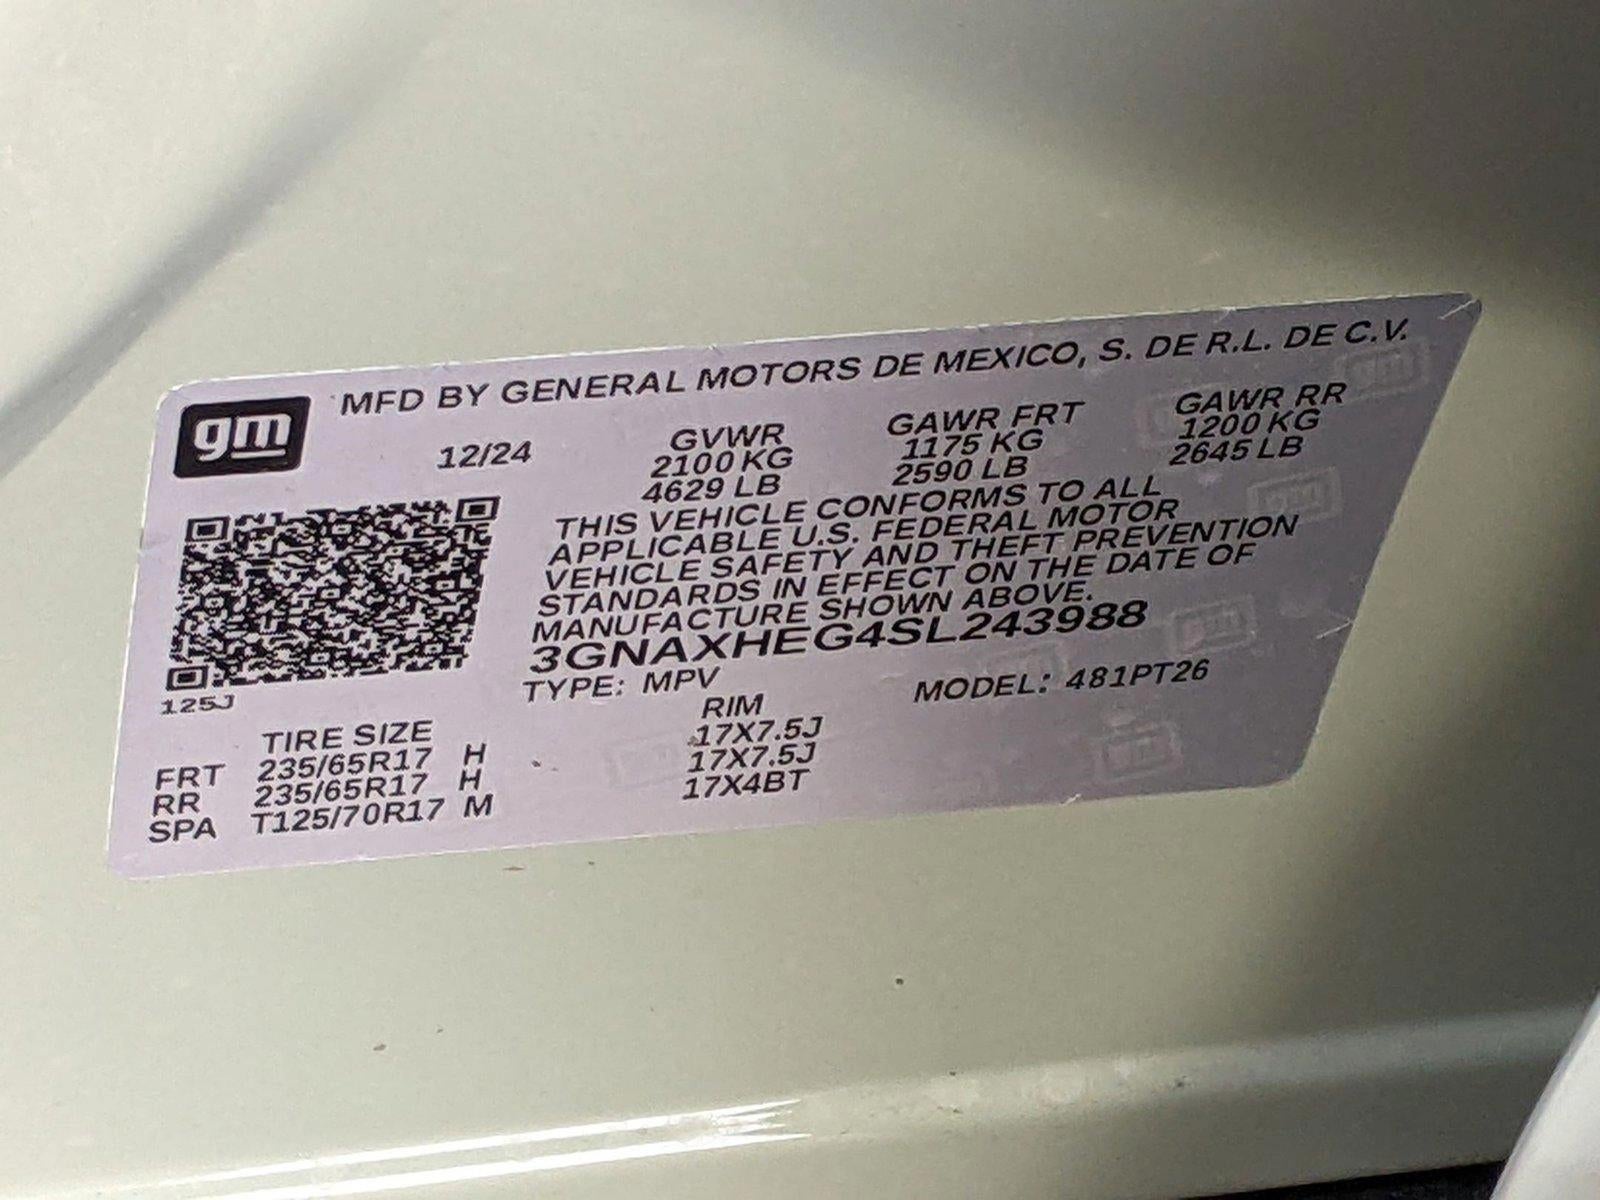 MFD BY GENERAL MOTORS DE MEXICO, S. DE R.L. DE C.V.
gm
12/24
GVWR GAWR FRT GAWR RR
2100 KG 1175 KG 1200 KG
4629 LB 2590 LB 2645 LB
THIS VEHICLE CONFORMS TO ALL
APPLICABLE U.S. FEDERAL MOTOR
VEHICLE SAFETY AND THEFT PREVENTION
STANDARDS IN EFFECT ON THE DATE OF
MANUFACTURE SHOWN ABOVE.
3GNAXHEG4SL243988
125J
TYPE: MPV MODEL: 481PT26
TIRE SIZE RIM
FRT 235/65R17 H 17X7.5J
RR 235/65R17 H 17X7.5J
SPA T125/70R17 M 17X4BT